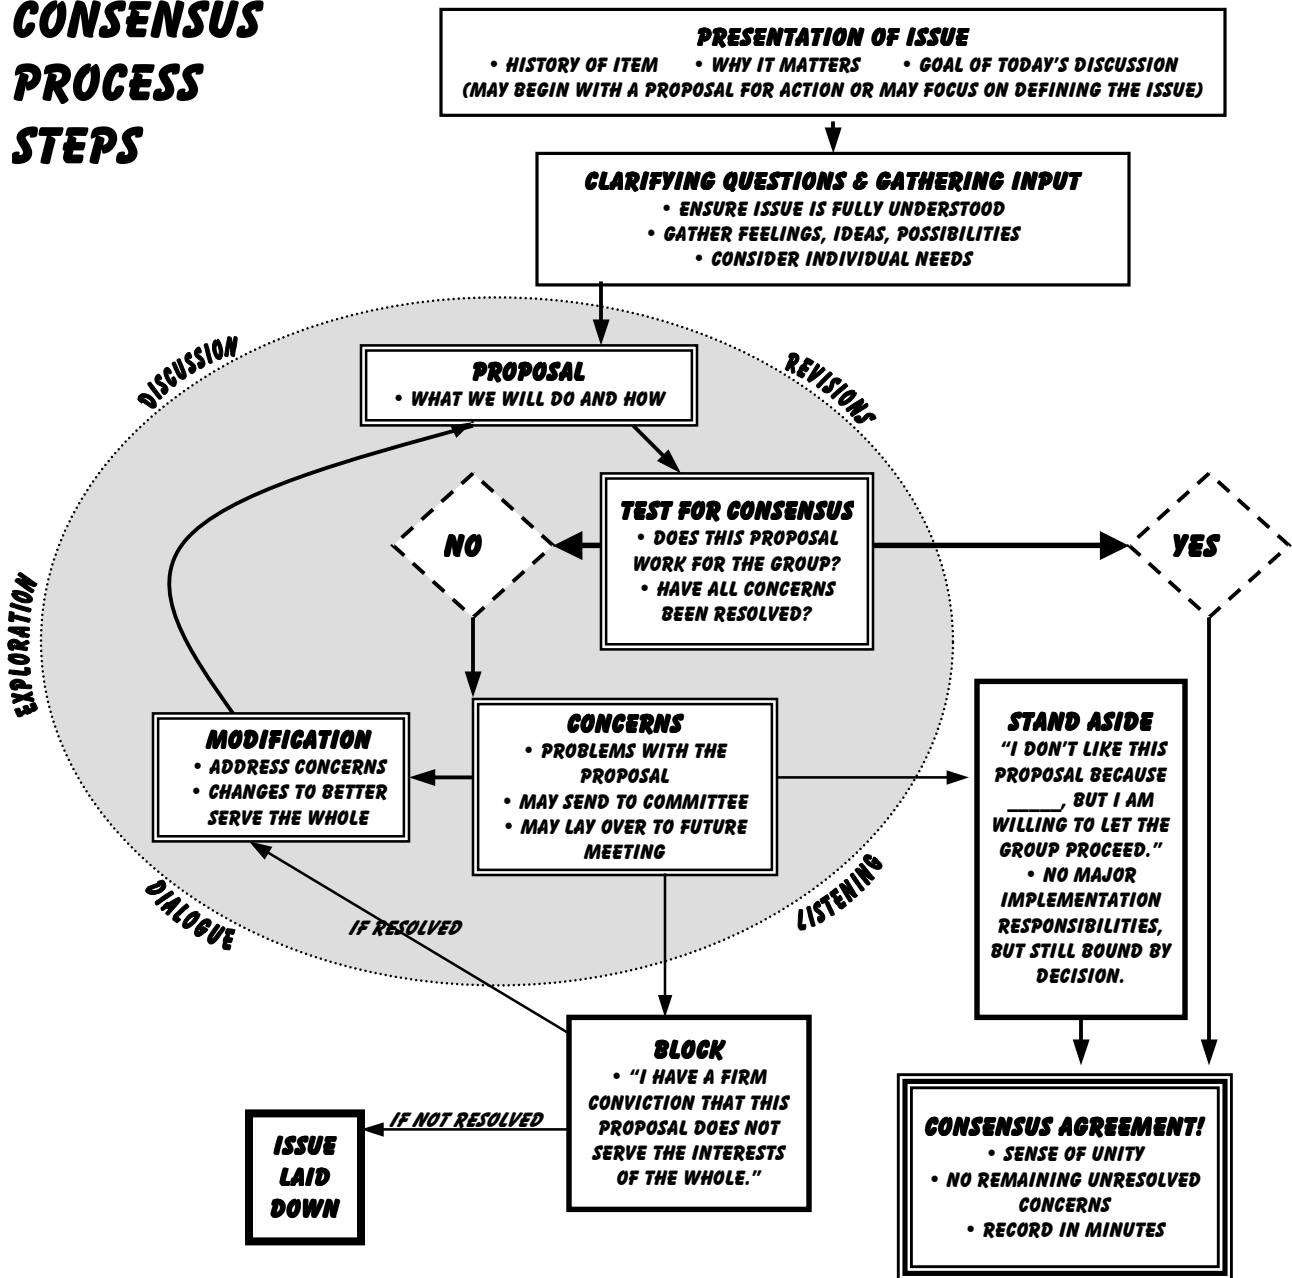 CONSENSUS
PROCESS
STEPS
PRESENTATION OF ISSUE
• HISTORY OF ITEM • WHY IT MATTERS • GOAL OF TODAY'S DISCUSSION
(MAY BEGIN WITH A PROPOSAL FOR ACTION OR MAY FOCUS ON DEFINING THE ISSUE)
CLARIFYING QUESTIONS & GATHERING INPUT
• ENSURE ISSUE IS FULLY UNDERSTOOD
• GATHER FEELINGS, IDEAS, POSSIBILITIES
• CONSIDER INDIVIDUAL NEEDS
DISCUSSION
REVISIONS
PROPOSAL
• WHAT WE WILL DO AND HOW
TEST FOR CONSENSUS
• DOES THIS PROPOSAL
WORK FOR THE GROUP?
• HAVE ALL CONCERNS
BEEN RESOLVED?
NO
YES
EXPLORATION
CONCERNS
• PROBLEMS WITH THE
PROPOSAL
• MAY SEND TO COMMITTEE
• MAY LAY OVER TO FUTURE
MEETING
MODIFICATION
• ADDRESS CONCERNS
• CHANGES TO BETTER
SERVE THE WHOLE
STAND ASIDE
"I DON'T LIKE THIS
PROPOSAL BECAUSE
_____, BUT I AM
WILLING TO LET THE
GROUP PROCEED."
• NO MAJOR
IMPLEMENTATION
RESPONSIBILITIES,
BUT STILL BOUND BY
DECISION.
DIALOGUE
LISTENING
IF RESOLVED
BLOCK
• "I HAVE A FIRM
CONVICTION THAT THIS
PROPOSAL DOES NOT
SERVE THE INTERESTS
OF THE WHOLE."
IF NOT RESOLVED
ISSUE
LAID
DOWN
CONSENSUS AGREEMENT!
• SENSE OF UNITY
• NO REMAINING UNRESOLVED
CONCERNS
• RECORD IN MINUTES